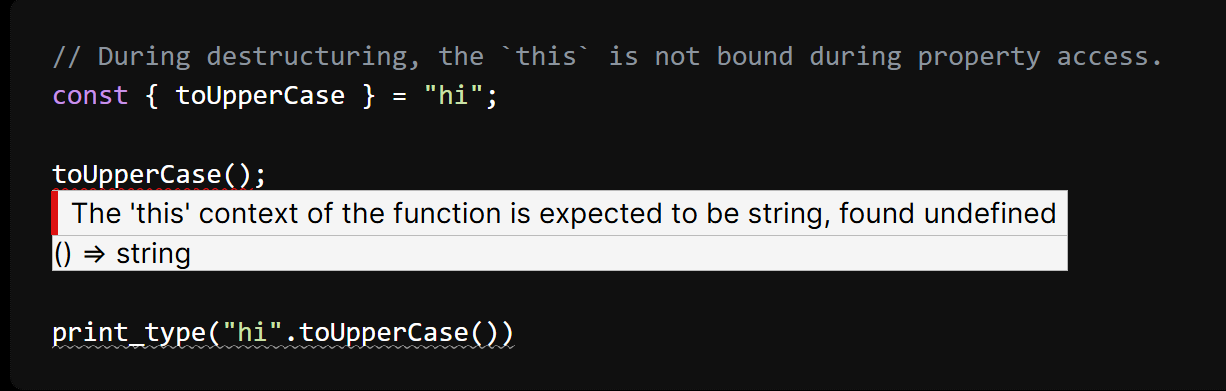 // During destructuring, the `this` is not bound during property access.
const { toUpperCase } = "hi";
toUpperCase();
The 'this' context of the function is expected to be string, found undefined
() => string
print_type("hi".toUpperCase())